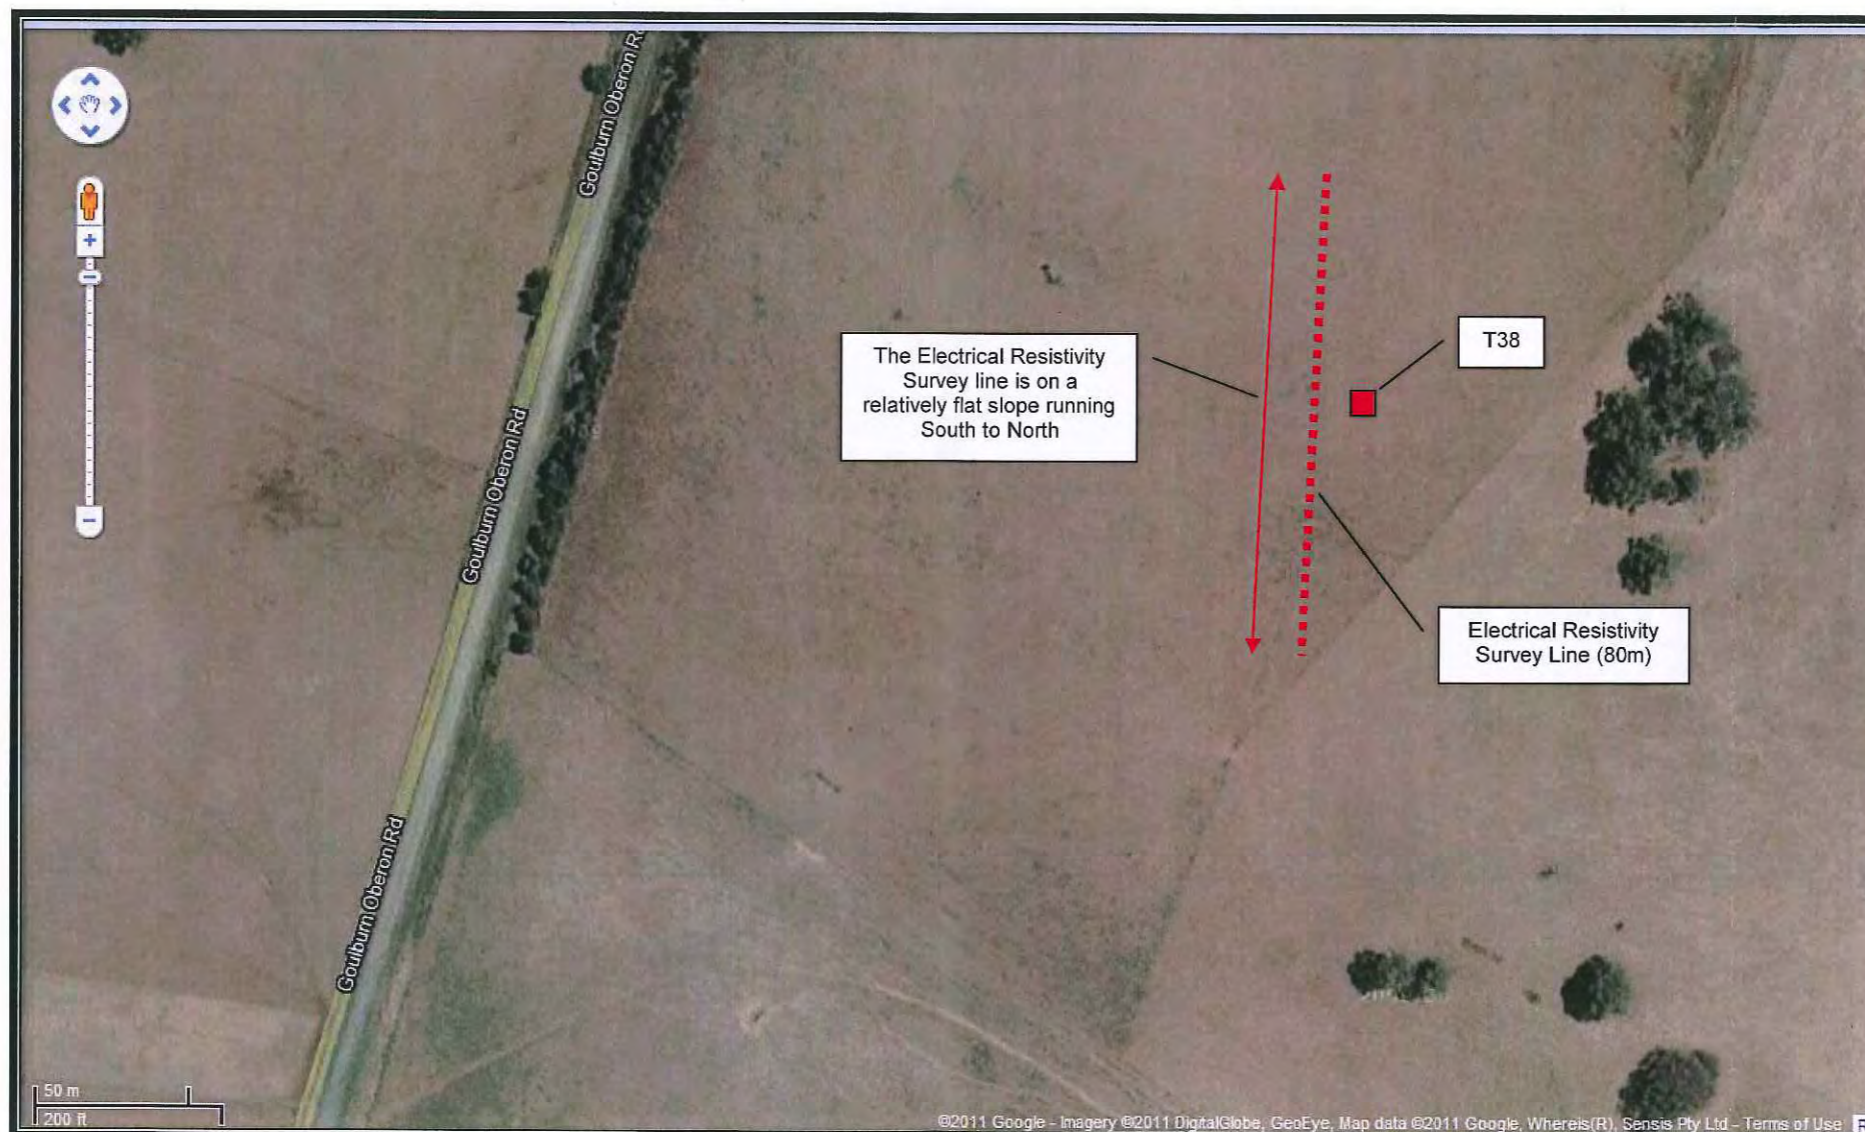 Goulburn Oberon Rd
T38
The Electrical Resistivity
Survey line is on a
relatively flat slope running
South to North
Goulburn Oberon Rd
Electrical Resistivity
Survey Line (80m)
Goulburn Oberon Rd
50 m
200 ft
©2011 Google - Imagery ©2011 DigitalGlobe, GeoEye, Map data ©2011 Google, Whereis(R), Sensis Pty Ltd - Terms of Use